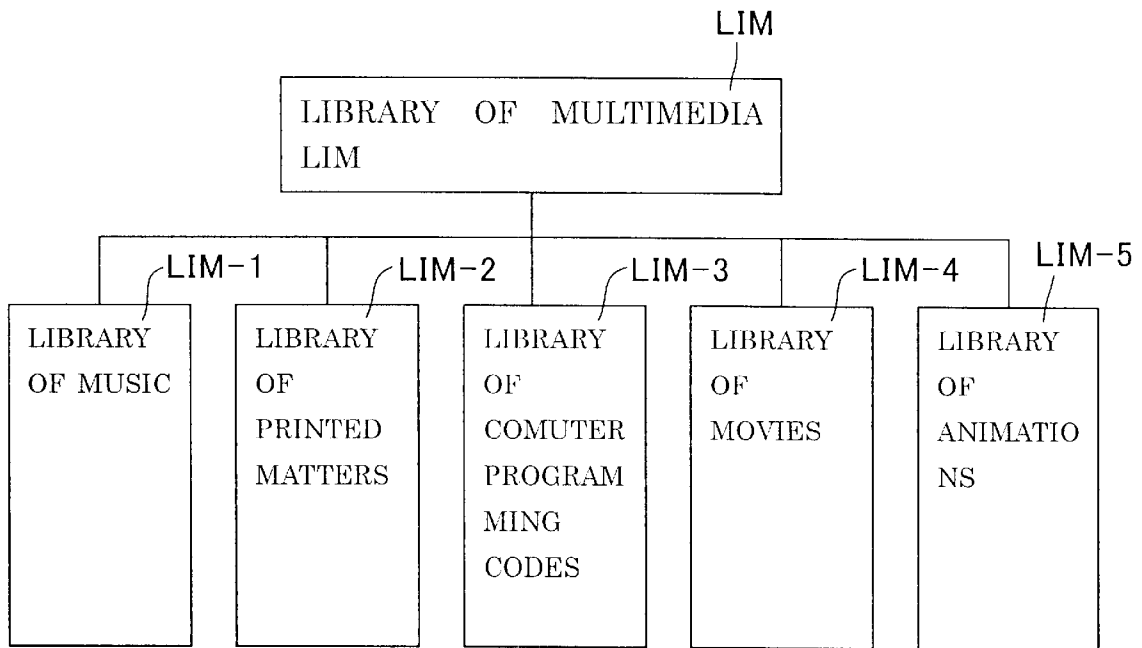 LIM
LIBRARY OF MULTIMEDIA
LIM
LIM-1
LIM-2
LIM-3
LIM-4
LIM-5
LIBRARY
OF MUSIC
LIBRARY
OF
PRINTED
MATTERS
LIBRARY
OF
COMUTER
PROGRAM
MING
CODES
LIBRARY
OF
MOVIES
LIBRARY
OF
ANIMATIO
NS